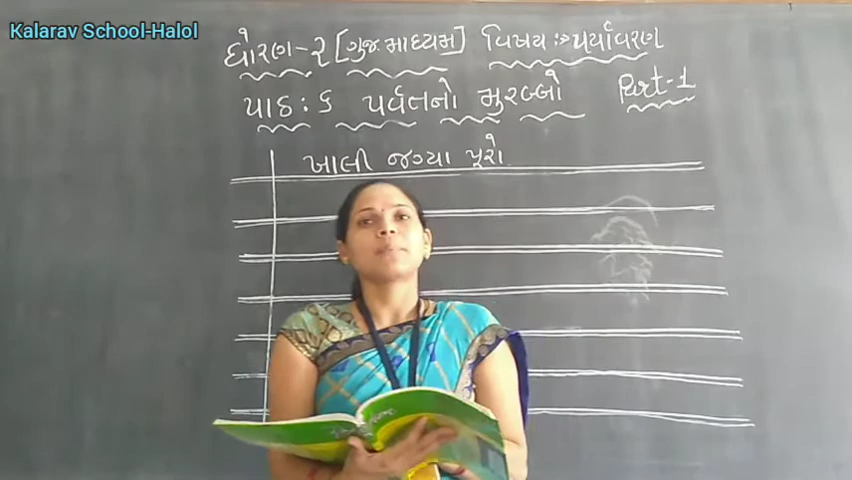 Kalarav School-Halol
ધોરણ-૨ [ગુજ માધ્યમ] વિષય :→ પર્યાવરણ
પાઠ : ૬ પર્વતનો મુરબ્બો Part-1
ખાલી જગ્યા પૂરો